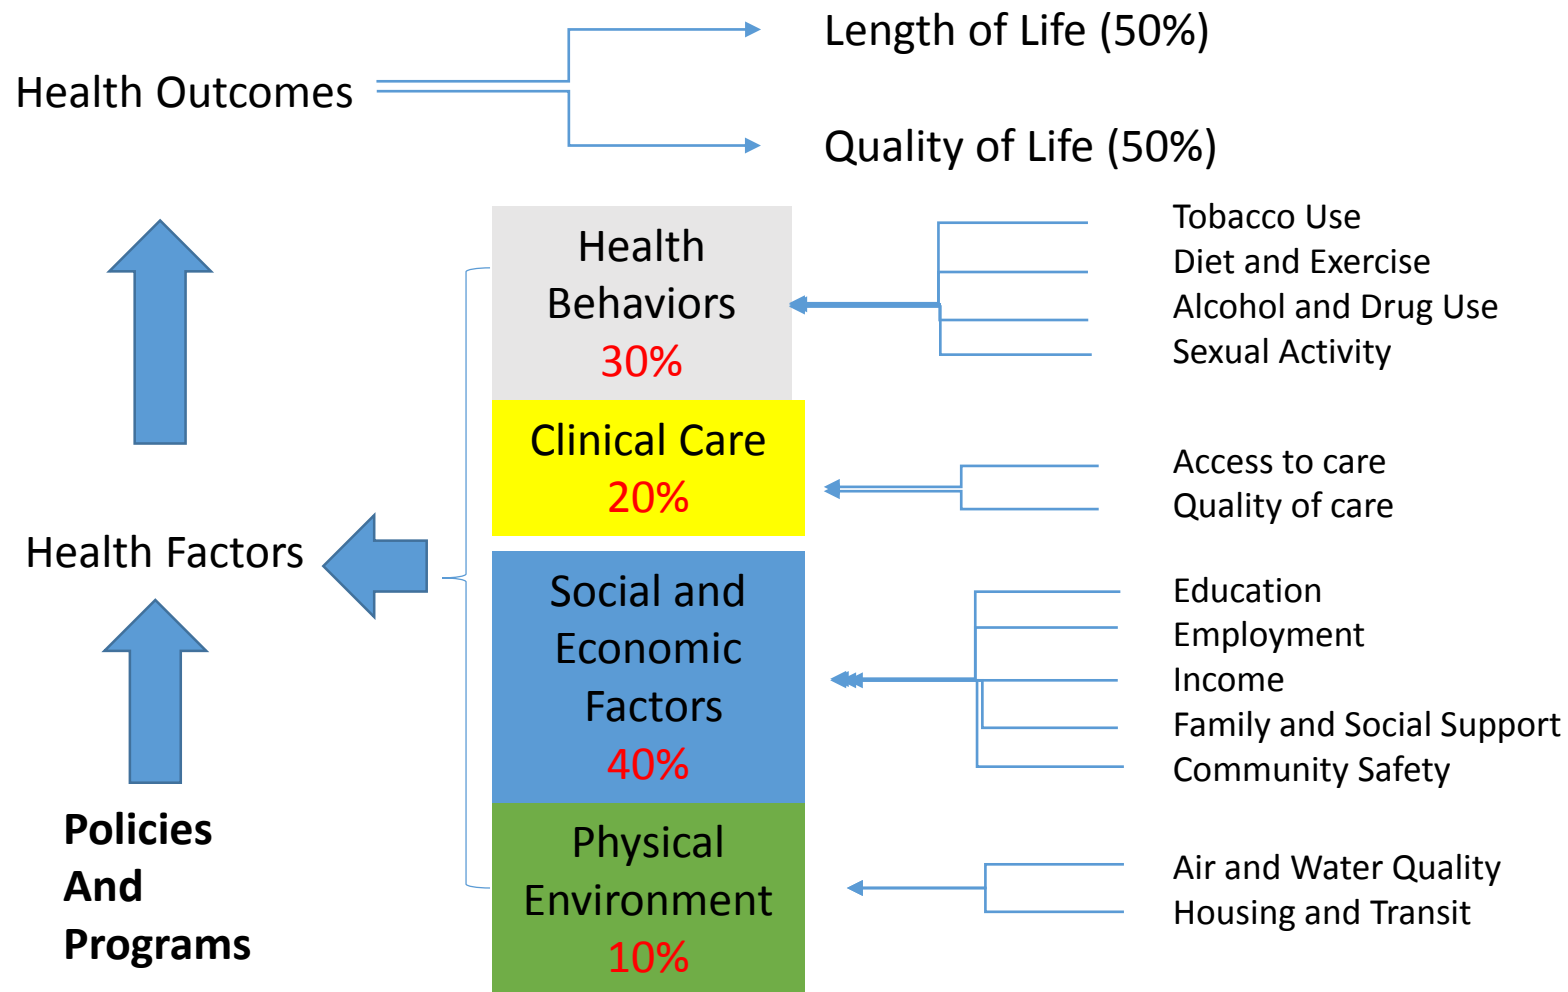 Health Outcomes
Length of Life (50%)
Quality of Life (50%)
Health
Behaviors
30%
Tobacco Use
Diet and Exercise
Alcohol and Drug Use
Sexual Activity
Clinical Care
20%
Access to care
Quality of care
Health Factors
Social and
Economic
Factors
40%
Education
Employment
Income
Family and Social Support
Community Safety
Policies
And
Programs
Physical
Environment
10%
Air and Water Quality
Housing and Transit